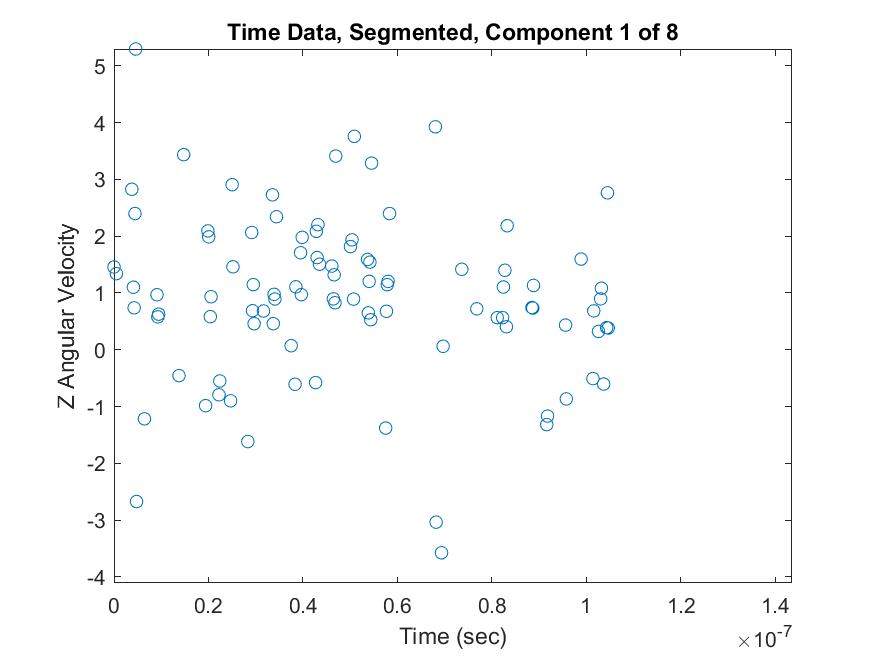 Time Data, Segmented, Component 1 of 8
5
4
3
2
1
0
-1
-2
-3
-4
Z Angular Velocity
0 0.2 0.4 0.6 0.8 1 1.2 1.4
Time (sec)
×10⁻⁷